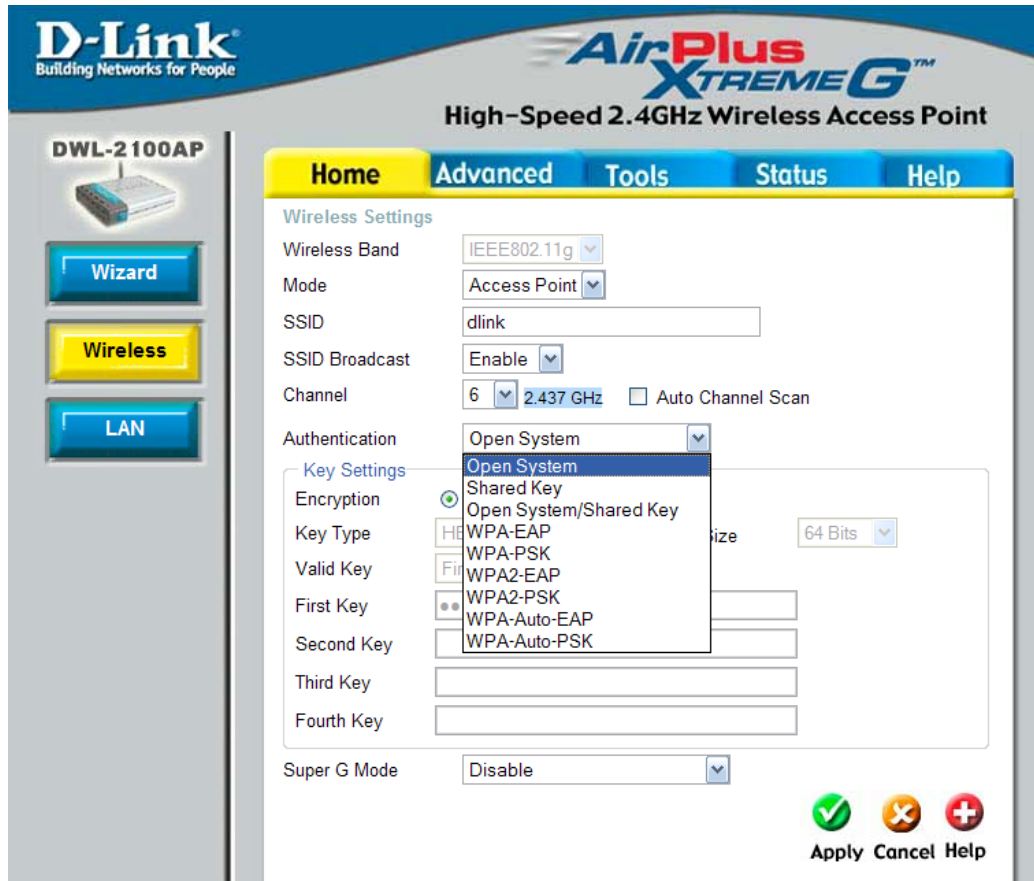 D-Link
Building Networks for People
AirPlus
XTREME G™
High-Speed 2.4GHz Wireless Access Point
DWL-2100AP
Home Advanced Tools Status Help
Wizard
Wireless
LAN
Wireless Settings
Wireless Band IEEE802.11g
Mode Access Point
SSID dlink
SSID Broadcast Enable
Channel 6 2.437 GHz Auto Channel Scan
Authentication Open System
Open System
Shared Key
Open System/Shared Key
WPA-EAP
WPA-PSK
WPA2-EAP
WPA2-PSK
WPA-Auto-EAP
WPA-Auto-PSK
Key Settings
Encryption
Key Type 64 Bits
Valid Key
First Key
Second Key
Third Key
Fourth Key
Super G Mode Disable
Apply Cancel Help